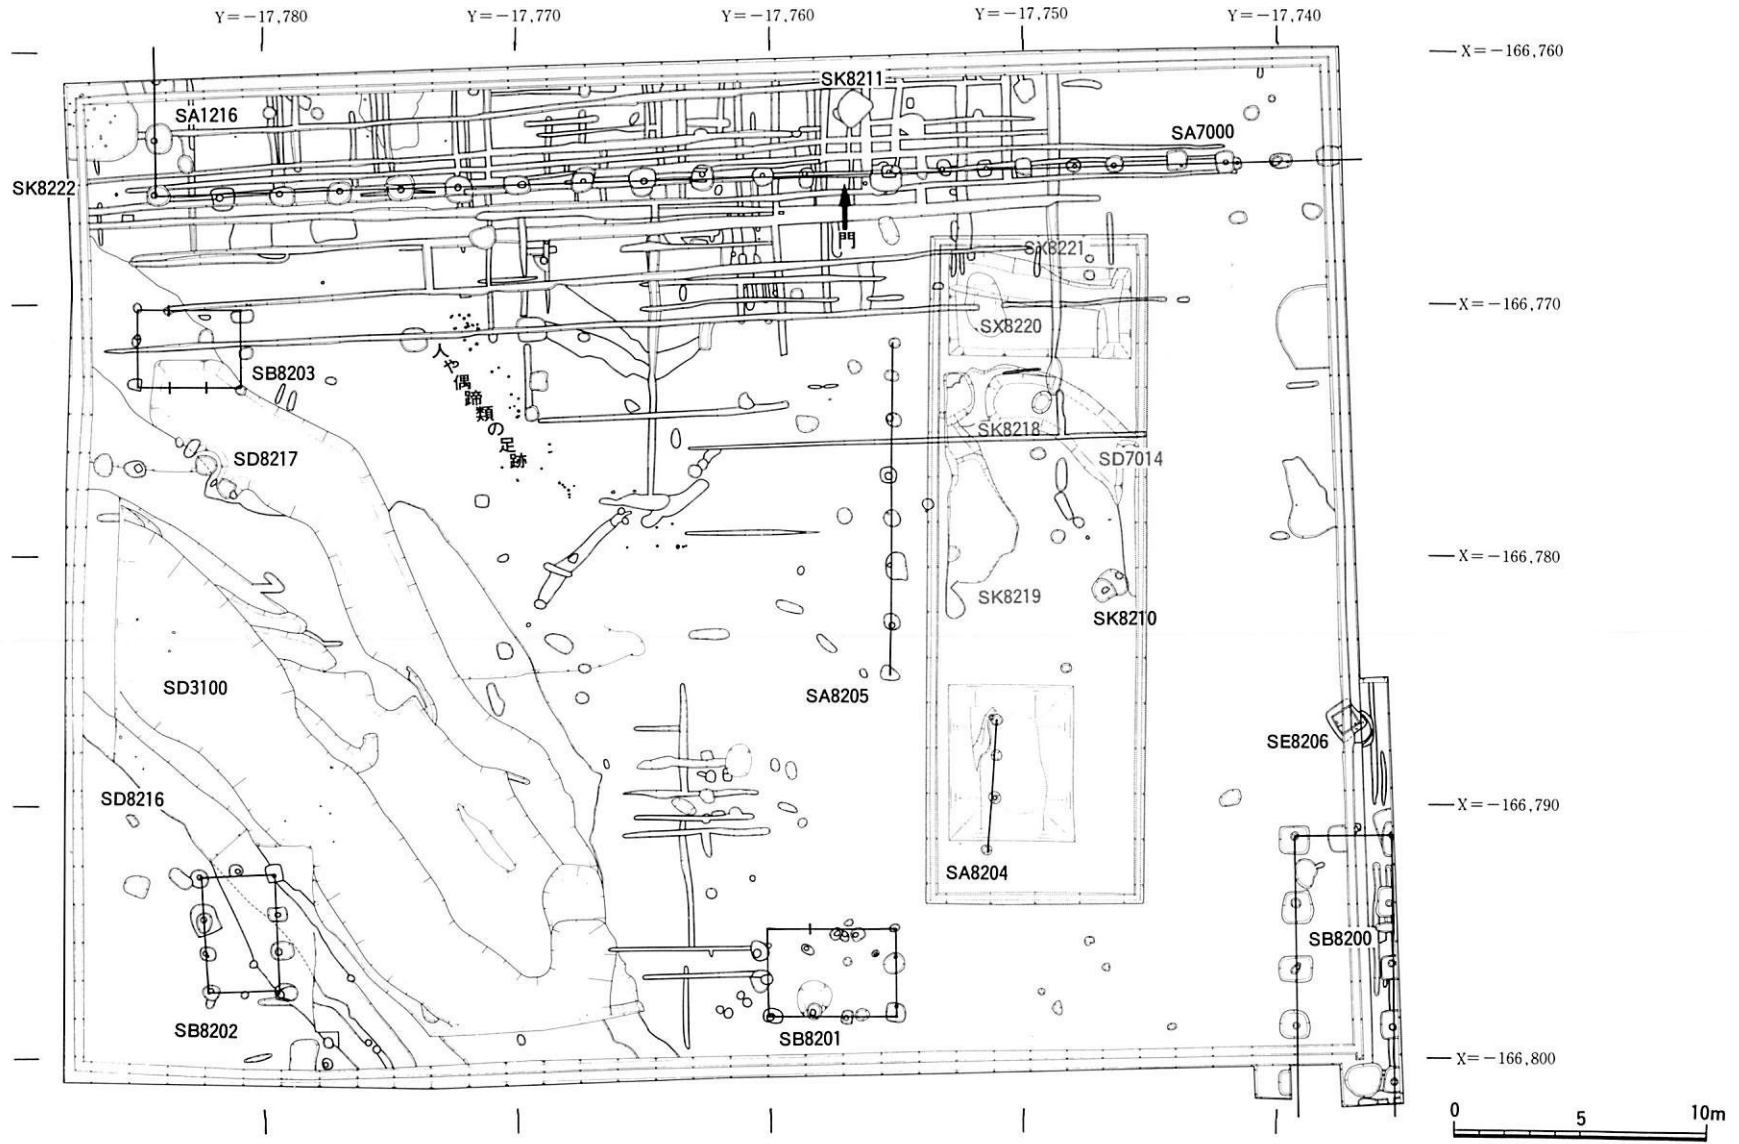 Y=-17,780
Y=-17,770
Y=-17,760
Y=-17,750
Y=-17,740
X=-166,760
SK8211
SA1216
SA7000
SK8222
門
SX8221
X=-166,770
SX8220
SB8203
人や偶蹄類の足跡
SK8218
SD8217
SD7014
X=-166,780
SK8219
SK8210
SD3100
SA8205
SE8206
SD8216
X=-166,790
SA8204
SB8200
SB8202
SB8201
X=-166,800
0 5 10m